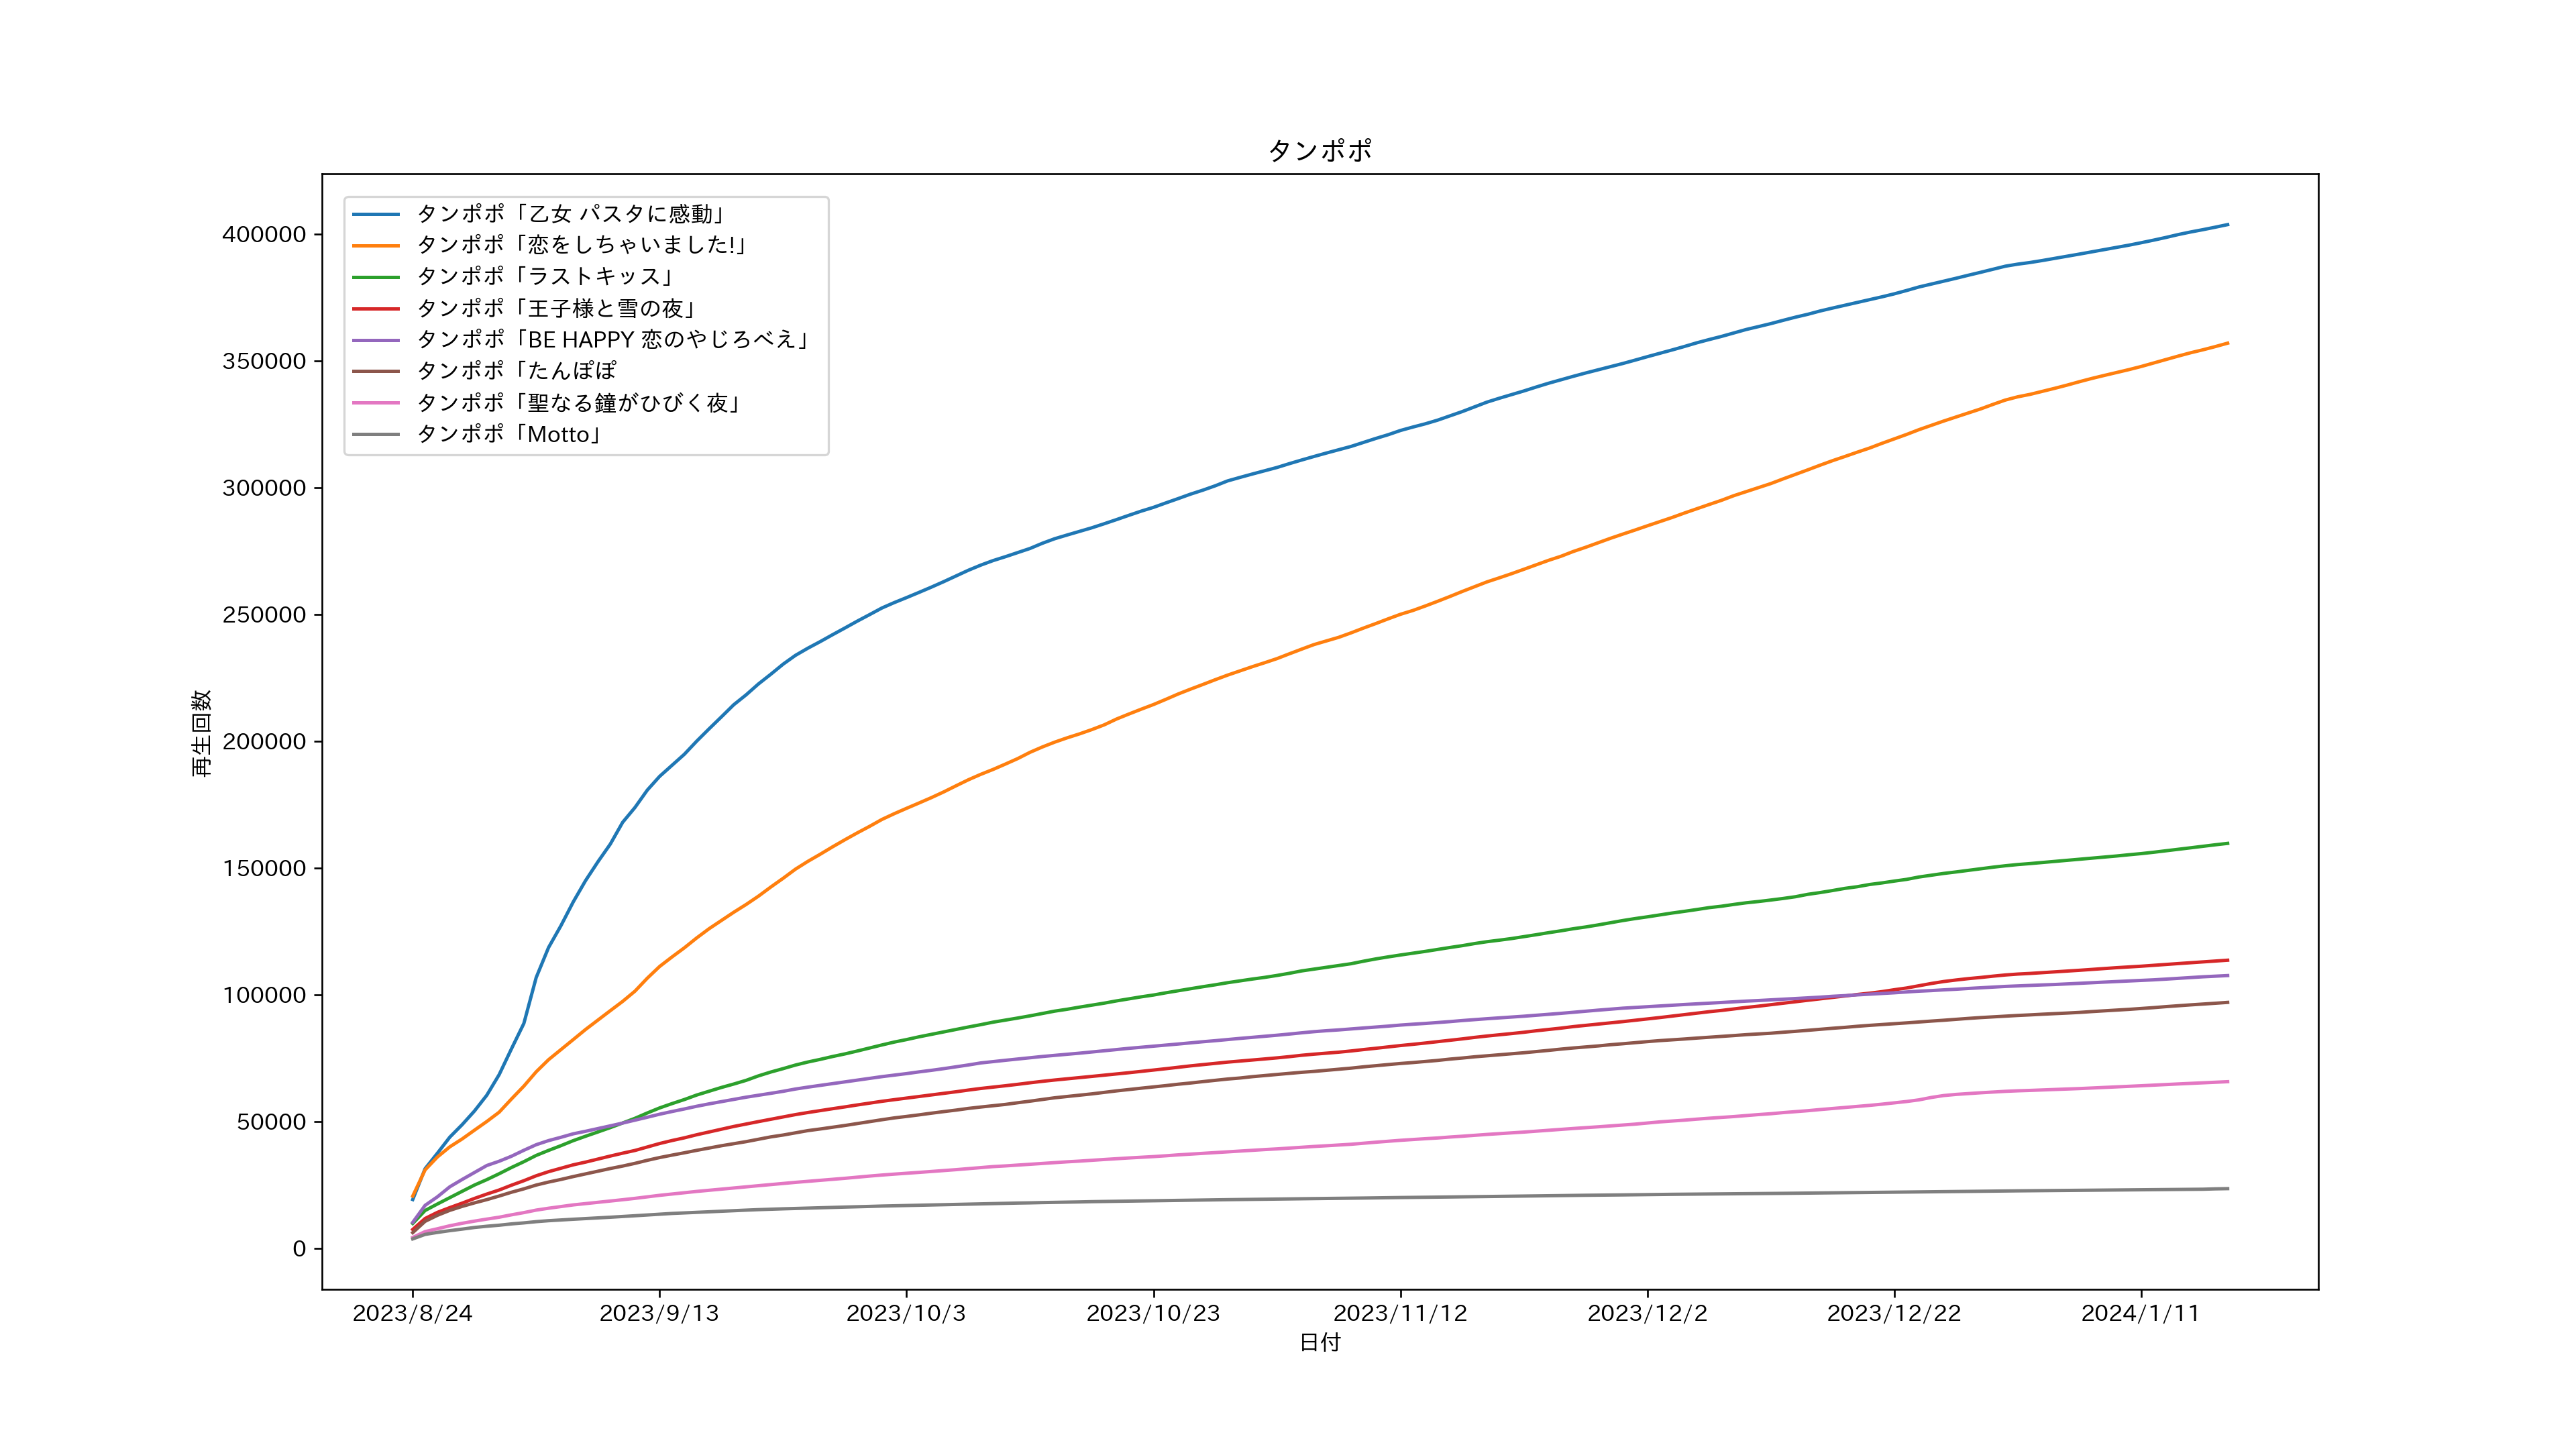 タンポポ
タンポポ「乙女 パスタに感動」
タンポポ「恋をしちゃいました!」
タンポポ「ラストキッス」
タンポポ「王子様と雪の夜」
タンポポ「BE HAPPY 恋のやじろべえ」
タンポポ「たんぽぽ
タンポポ「聖なる鐘がひびく夜」
タンポポ「Motto」
400000
350000
300000
250000
200000
150000
100000
50000
0
再生回数
2023/8/24 2023/9/13 2023/10/3 2023/10/23 2023/11/12 2023/12/2 2023/12/22 2024/1/11
日付